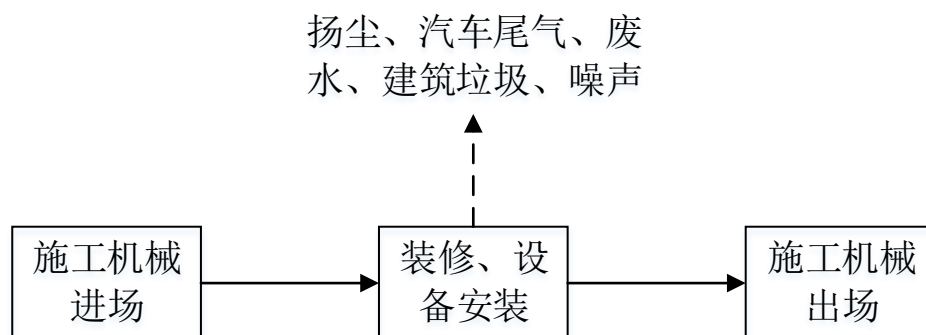 扬尘、汽车尾气、废
水、建筑垃圾、噪声
施工机械
进场
装修、设
备安装
施工机械
出场